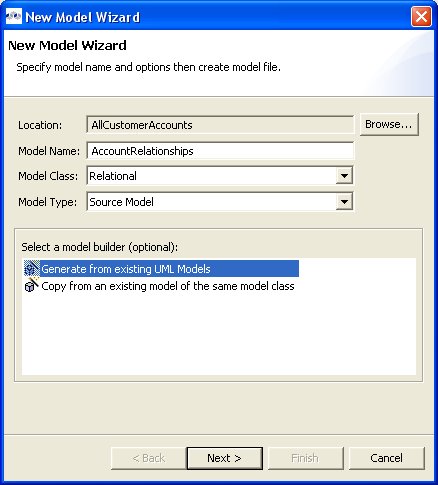 New Model Wizard
New Model Wizard
Specify model name and options then create model file.
Location: AllCustomerAccounts Browse...
Model Name: AccountRelationships
Model Class: Relational
Model Type: Source Model
Select a model builder (optional):
Generate from existing UML Models
Copy from an existing model of the same model class
< Back Next > Finish Cancel